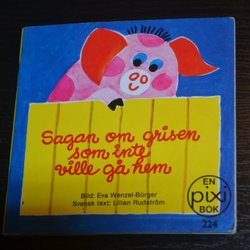 Sagan om grisen
som inte
ville gå hem
Bild: Eva Wenzel-Bürger
Svensk text: Lilian Rudström
EN
pixi
BOK
224